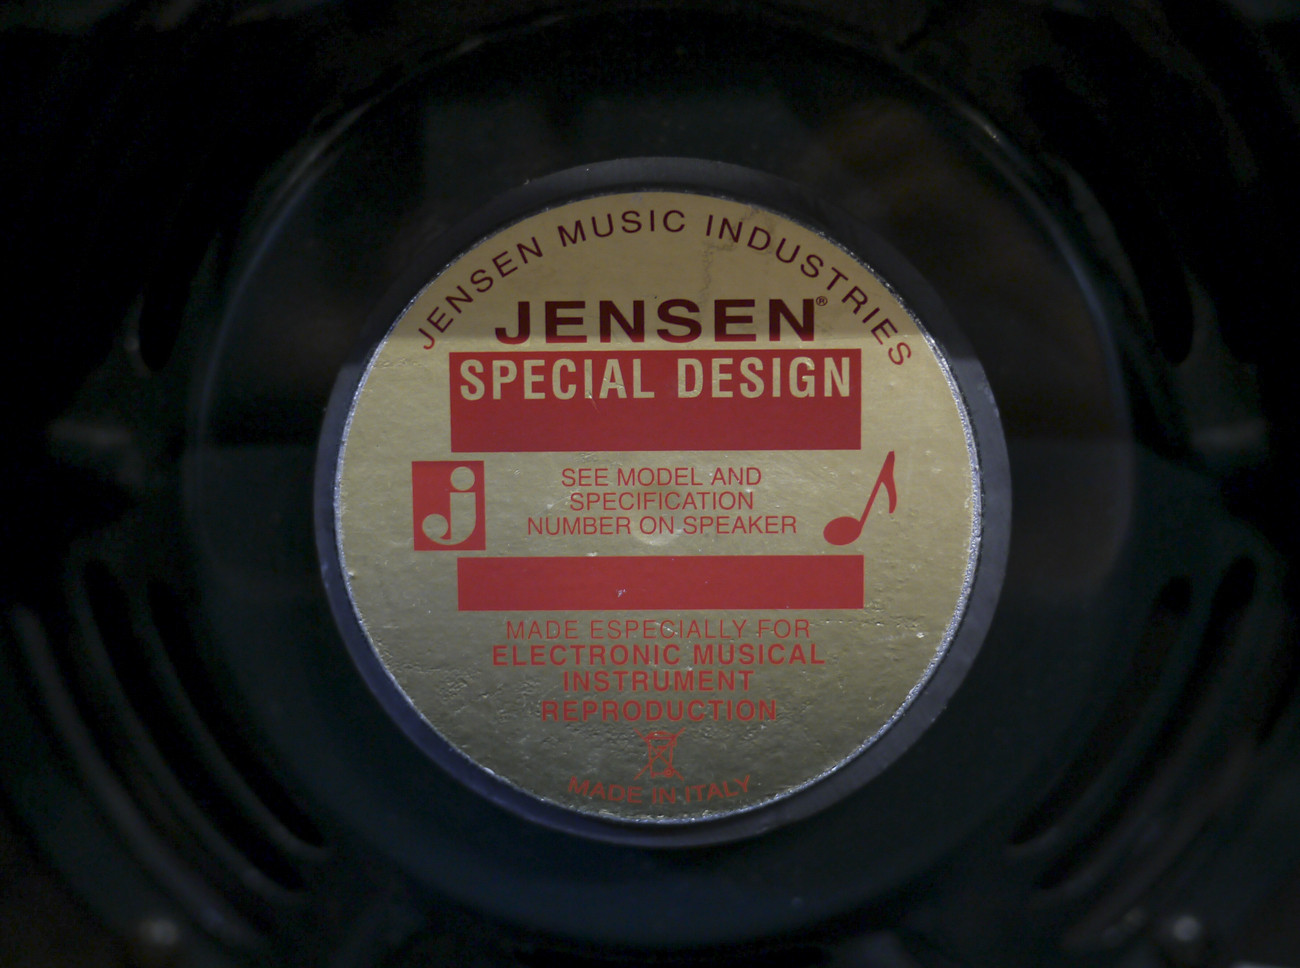 JENSEN MUSIC INDUSTRIES
JENSEN®
SPECIAL DESIGN
j
SEE MODEL AND
SPECIFICATION
NUMBER ON SPEAKER
MADE ESPECIALLY FOR
ELECTRONIC MUSICAL
INSTRUMENT
REPRODUCTION
MADE IN ITALY